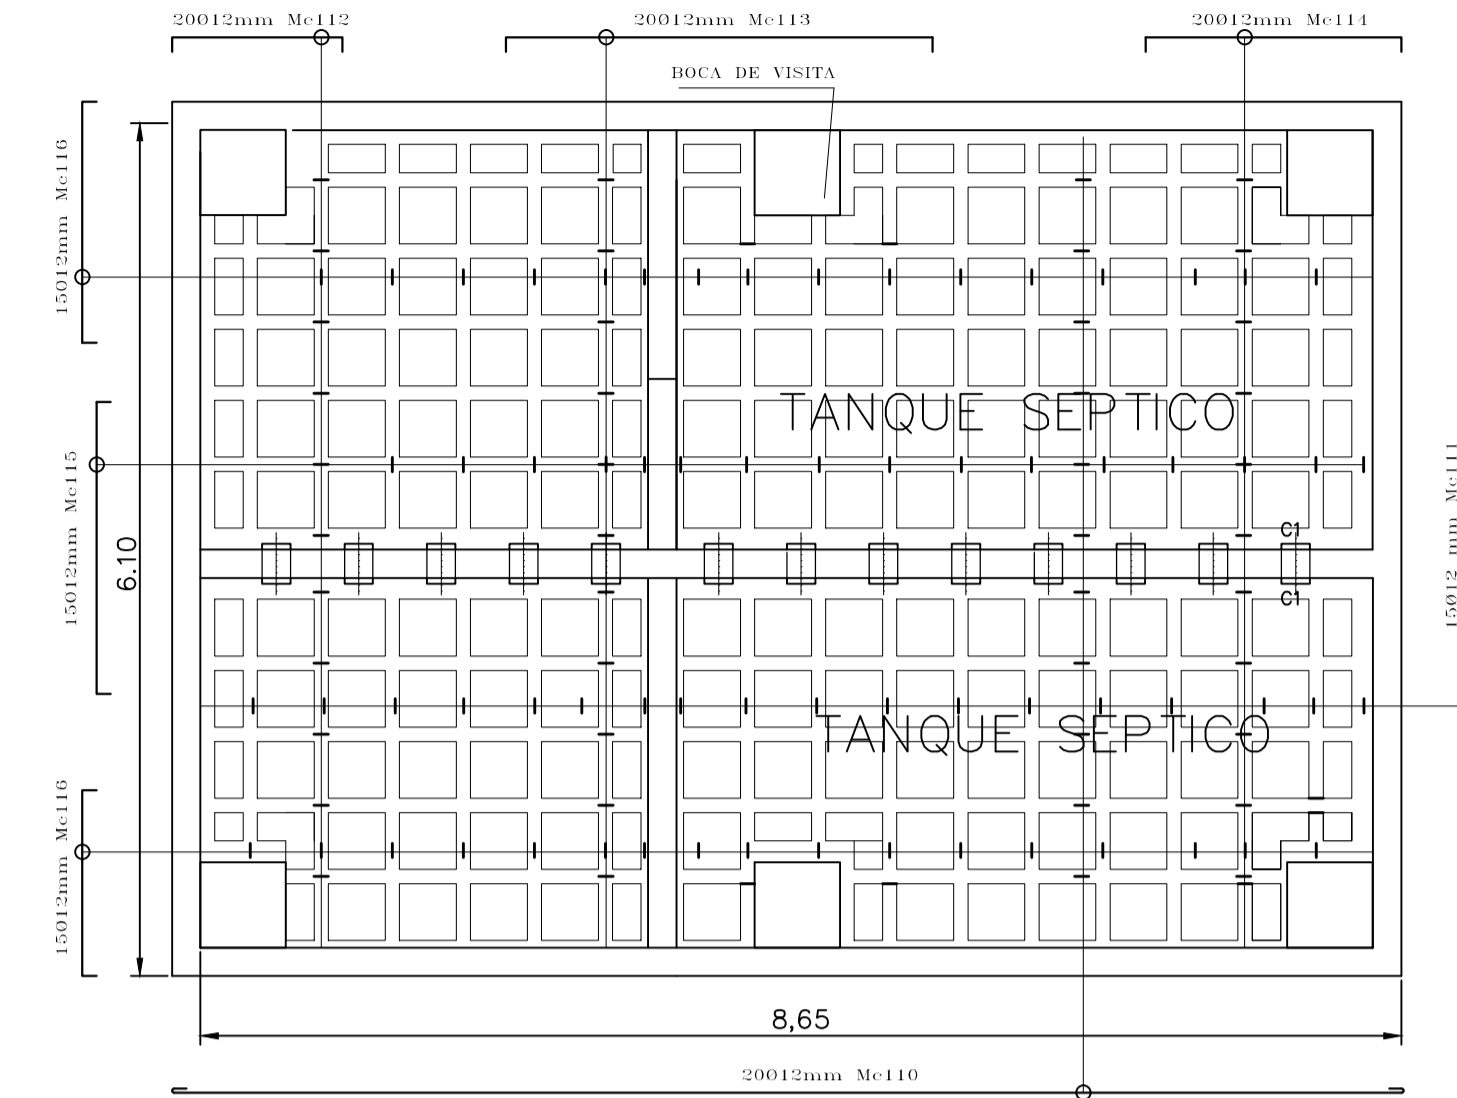 20Ø12mm Mc112
20Ø12mm Mc113
20Ø12mm Mc114
BOCA DE VISITA
15Ø12mm Mc116
TANQUE SEPTICO
15Ø12mm Mc115
15Ø12 mm Mc111
6.10
C1
C1
TANQUE SEPTICO
15Ø12mm Mc116
8,65
20Ø12mm Mc110